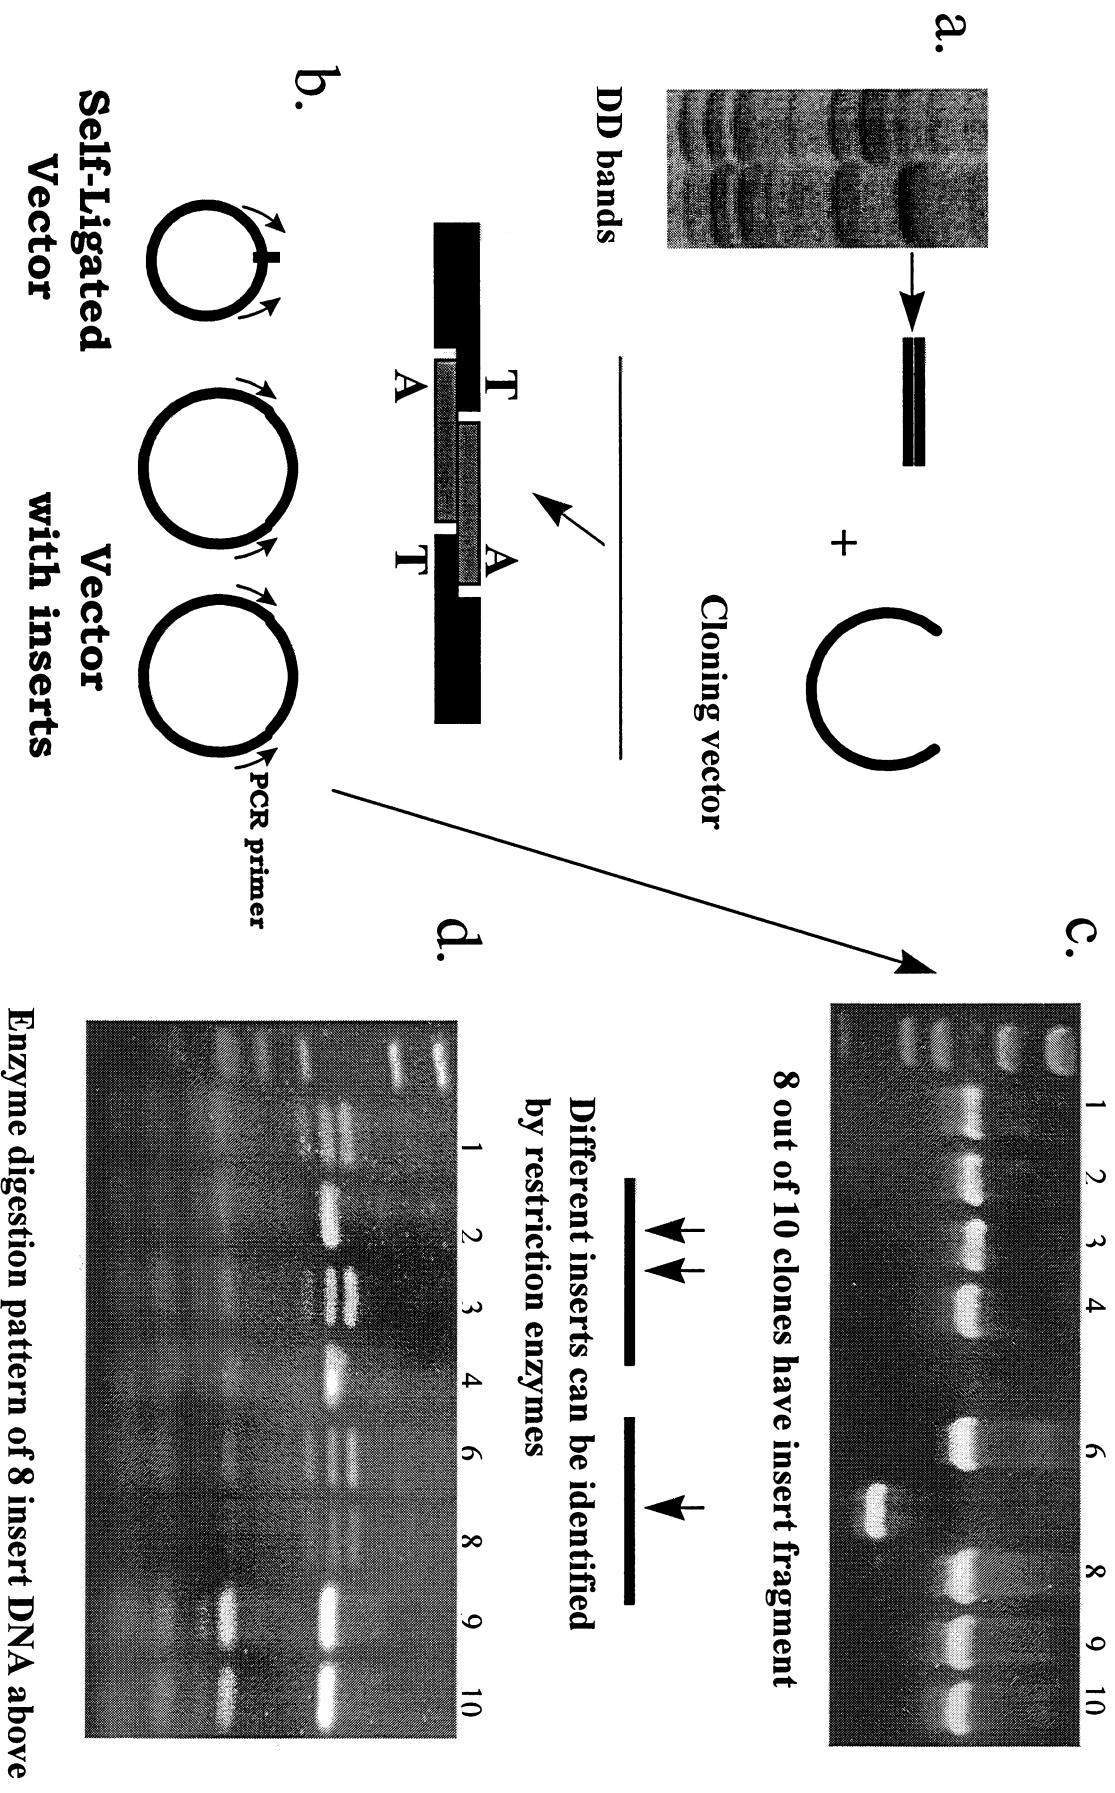 a.
DD bands
+
Cloning vector
T
A
A
T
b.
PCR primer
Self-Ligated
Vector
Vector
with inserts
c.
1 2 3 4 6 8 9 10
8 out of 10 clones have insert fragment
Different inserts can be identified
by restriction enzymes
d.
1 2 3 4 6 8 9 10
Enzyme digestion pattern of 8 insert DNA above